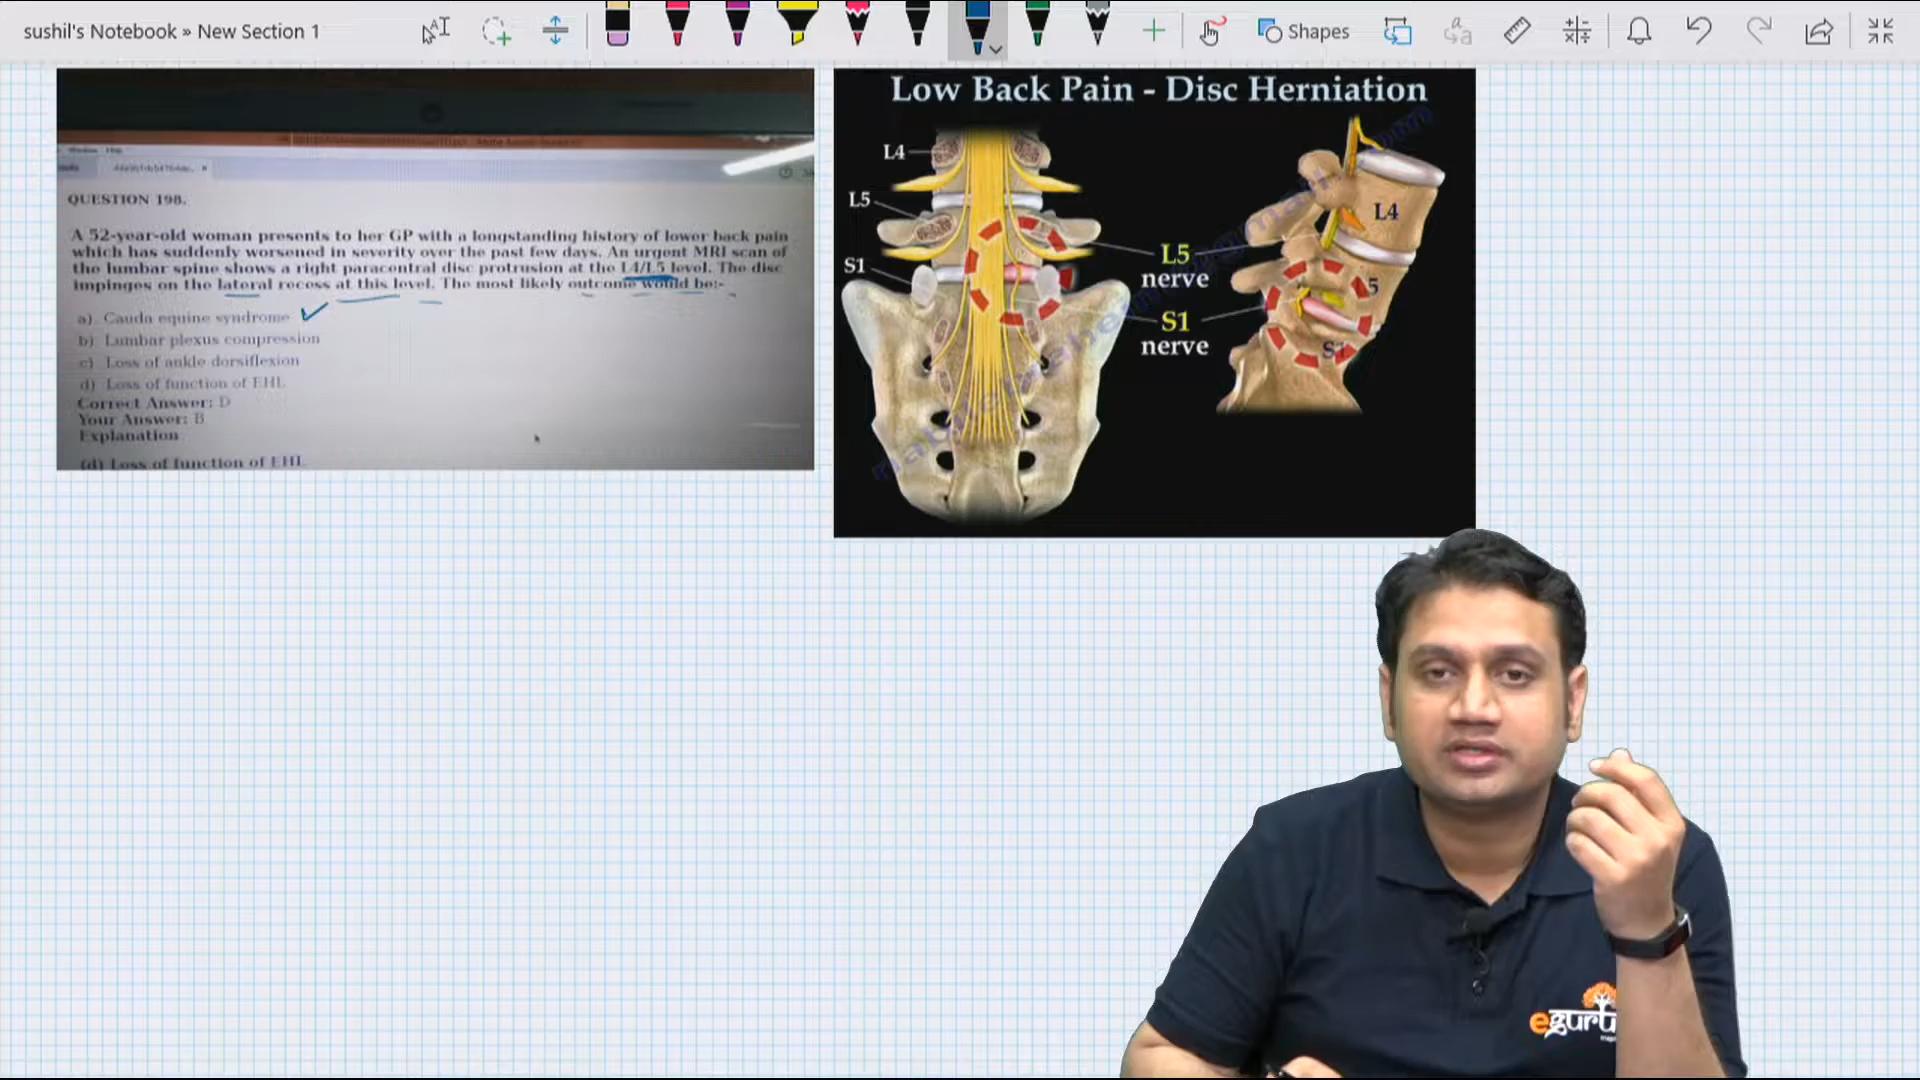 sushil's Notebook » New Section 1
Shapes
QUESTION 198.
A 52-year-old woman presents to her GP with a longstanding history of lower back pain
which has suddenly worsened in severity over the past few days. An urgent MRI scan of
the lumbar spine shows a right paracentral disc protrusion at the L4/L5 level. The disc
impinges on the lateral recess at this level. The most likely outcome would be:-
a) Cauda equine syndrome
b) Lumbar plexus compression
c) Loss of ankle dorsiflexion
d) Loss of function of EHL
Correct Answer: D
Your Answer: B
Explanation
(d) Loss of function of EHL
Low Back Pain - Disc Herniation
L4
L5
S1
L5
nerve
S1
nerve
L4
5
S1
eguru